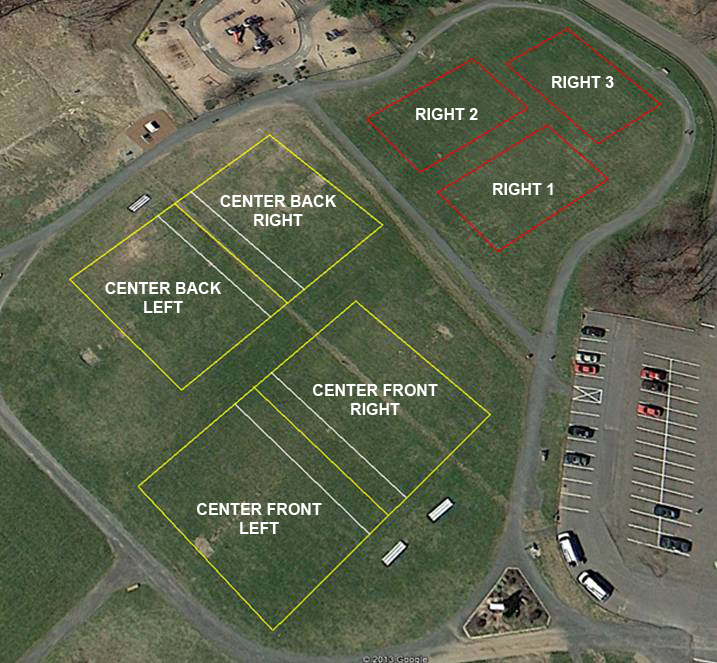 RIGHT 3
RIGHT 2
RIGHT 1
CENTER BACK
RIGHT
CENTER BACK
LEFT
CENTER FRONT
RIGHT
CENTER FRONT
LEFT
© 2013 Google